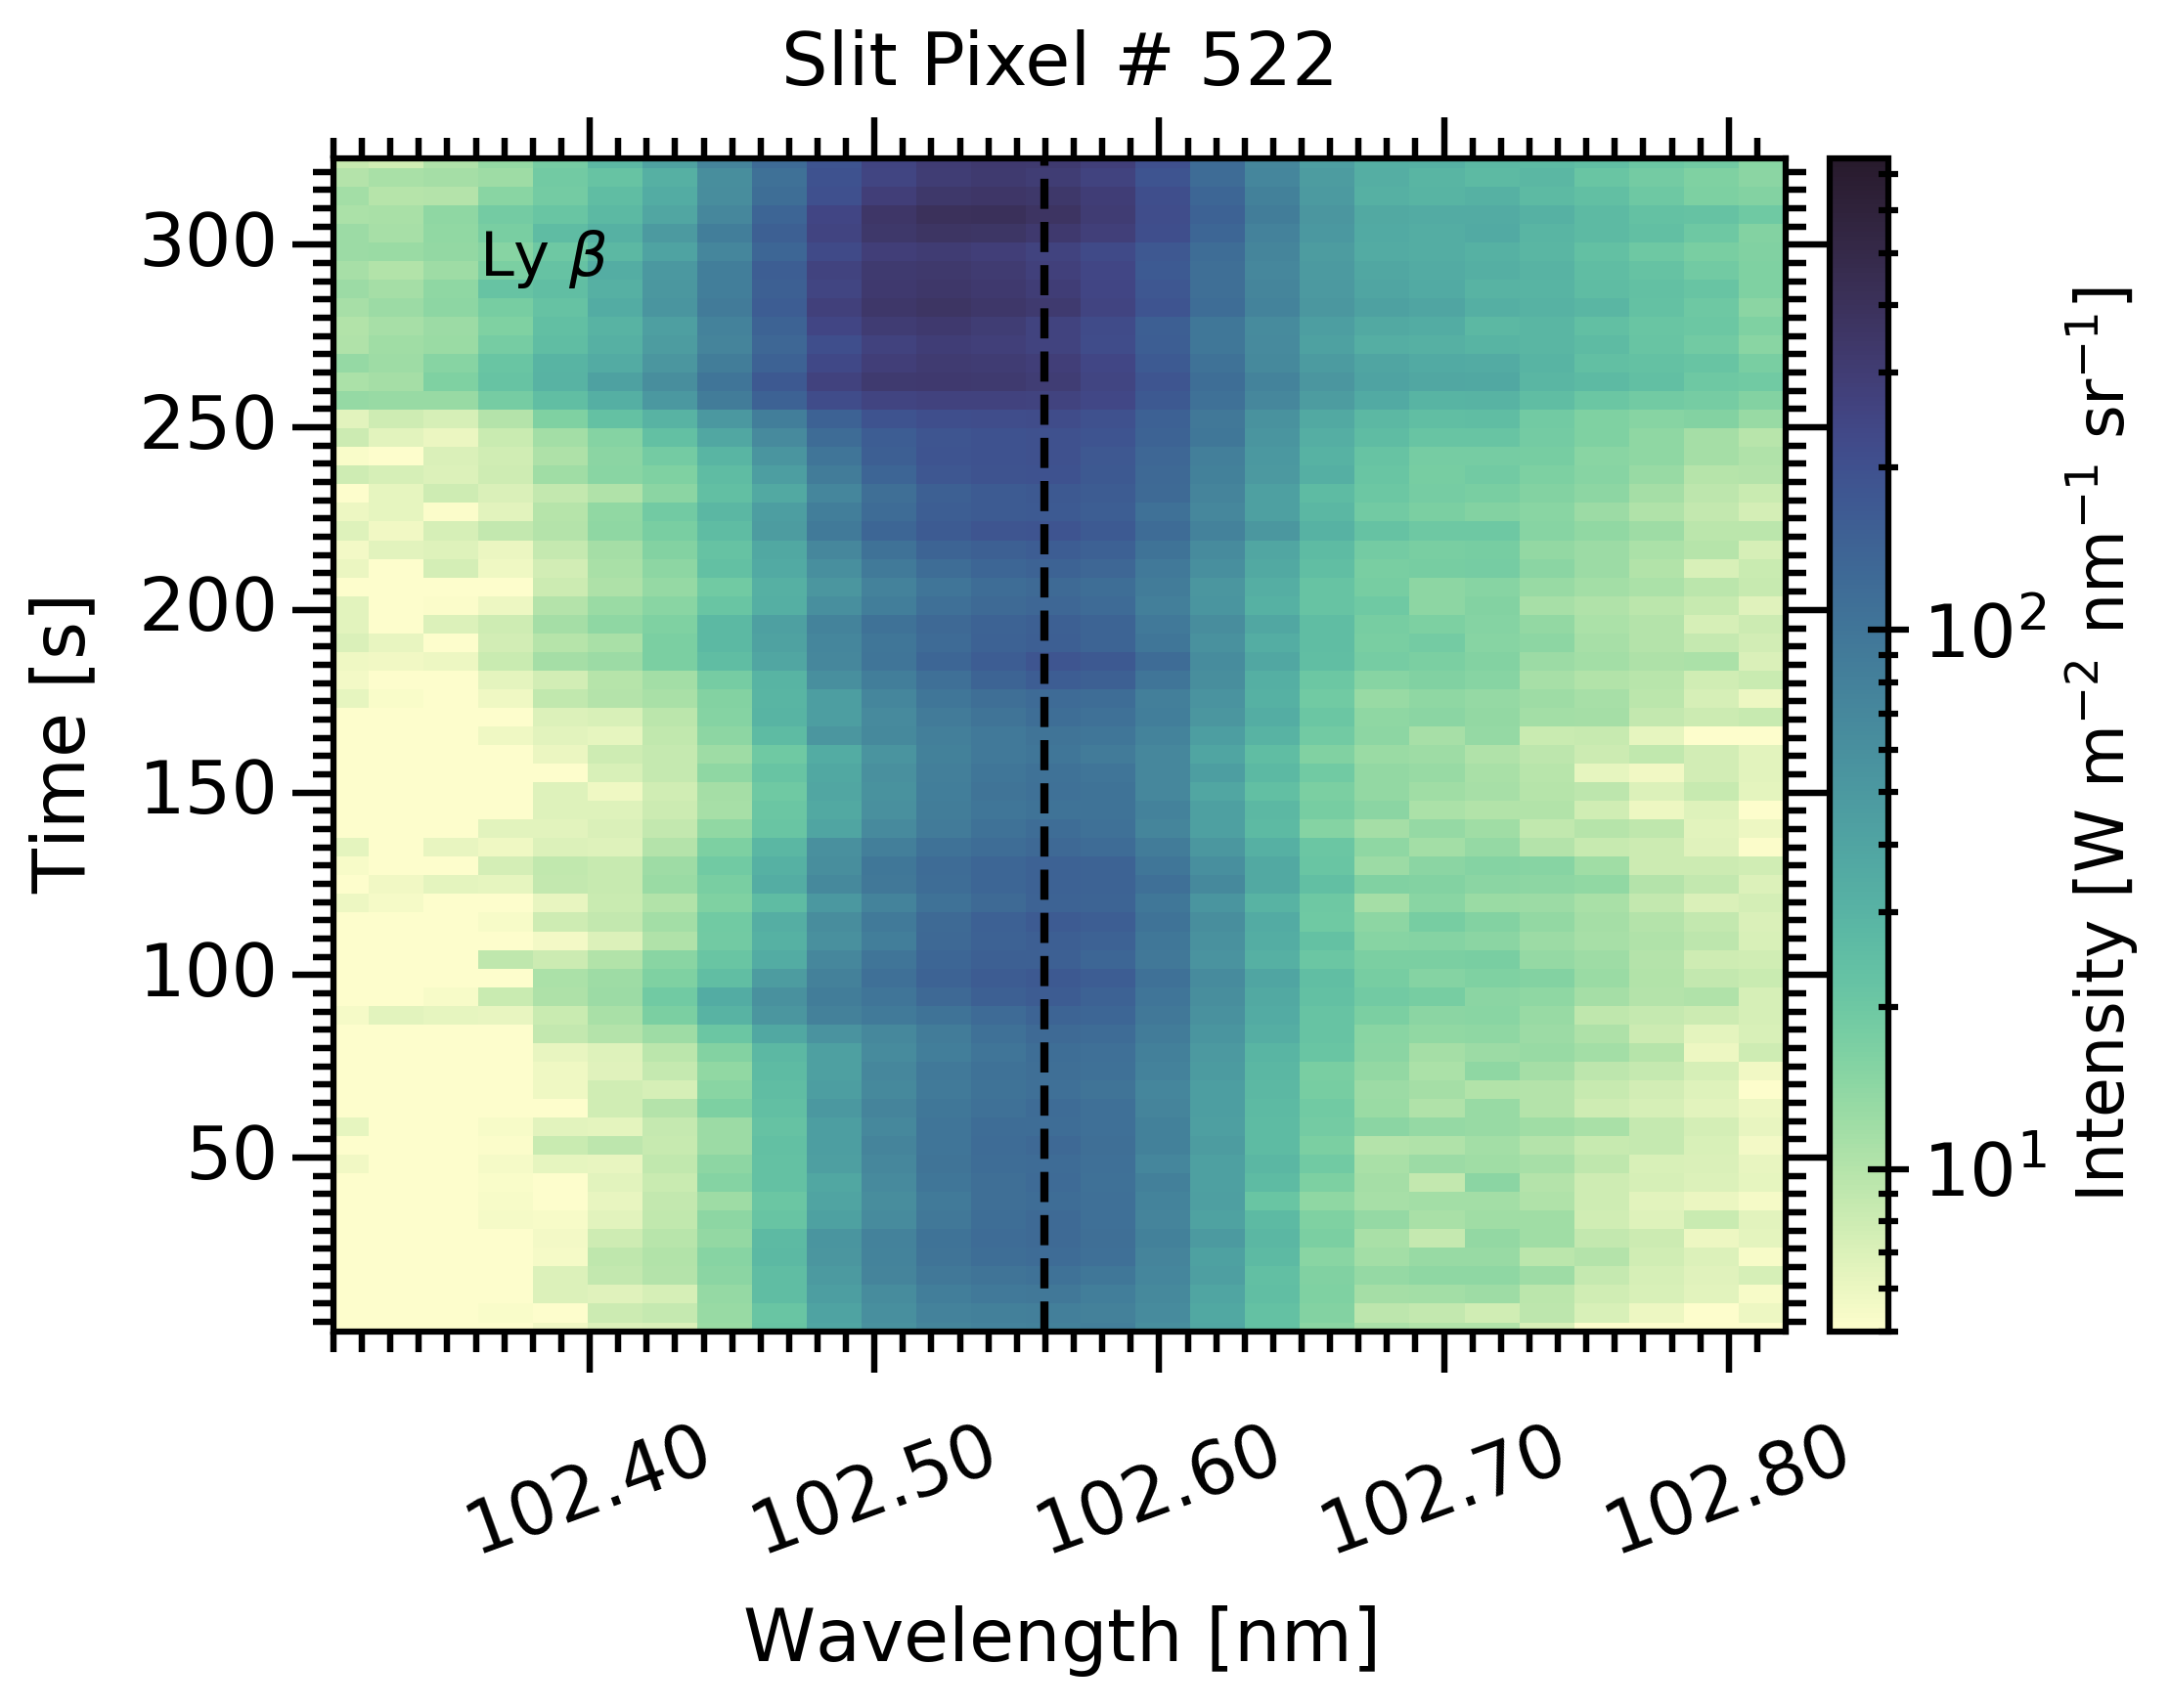 Slit Pixel # 522
Ly β
300
250
200
150
100
50
Time [s]
102.40 102.50 102.60 102.70 102.80
Wavelength [nm]
10²
10¹
Intensity [W m⁻² nm⁻¹ sr⁻¹]